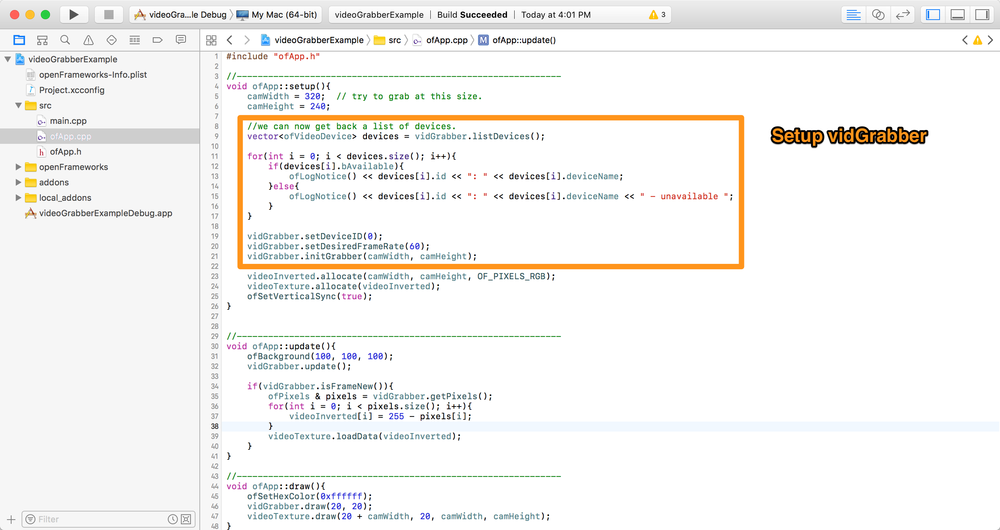 videoGra...le Debug
My Mac (64-bit)
videoGrabberExample | Build Succeeded | Today at 4:01 PM
3
videoGrabberExample
src
ofApp.cpp
M ofApp::update()
videoGrabberExample
openFrameworks-Info.plist
Project.xcconfig
src
main.cpp
ofApp.cpp
ofApp.h
openFrameworks
addons
local_addons
videoGrabberExampleDebug.app
Filter
1 #include "ofApp.h"
2
3 //--------------------------------------------------------------
4 void ofApp::setup(){
5     camWidth = 320;  // try to grab at this size.
6     camHeight = 240;
7
8     //we can now get back a list of devices.
9     vector<ofVideoDevice> devices = vidGrabber.listDevices();
10
11     for(int i = 0; i < devices.size(); i++){
12         if(devices[i].bAvailable){
13             ofLogNotice() << devices[i].id << ": " << devices[i].deviceName;
14         }else{
15             ofLogNotice() << devices[i].id << ": " << devices[i].deviceName << " - unavailable ";
16         }
17     }
18
19     vidGrabber.setDeviceID(0);
20     vidGrabber.setDesiredFrameRate(60);
21     vidGrabber.initGrabber(camWidth, camHeight);
22
23     videoInverted.allocate(camWidth, camHeight, OF_PIXELS_RGB);
24     videoTexture.allocate(videoInverted);
25     ofSetVerticalSync(true);
26 }
27
28
29 //--------------------------------------------------------------
30 void ofApp::update(){
31     ofBackground(100, 100, 100);
32     vidGrabber.update();
33
34     if(vidGrabber.isFrameNew()){
35         ofPixels & pixels = vidGrabber.getPixels();
36         for(int i = 0; i < pixels.size(); i++){
37             videoInverted[i] = 255 - pixels[i];
38         }
39         videoTexture.loadData(videoInverted);
40     }
41 }
42
43 //--------------------------------------------------------------
44 void ofApp::draw(){
45     ofSetHexColor(0xffffff);
46     vidGrabber.draw(20, 20);
47     videoTexture.draw(20 + camWidth, 20, camWidth, camHeight);
48 }
Setup vidGrabber